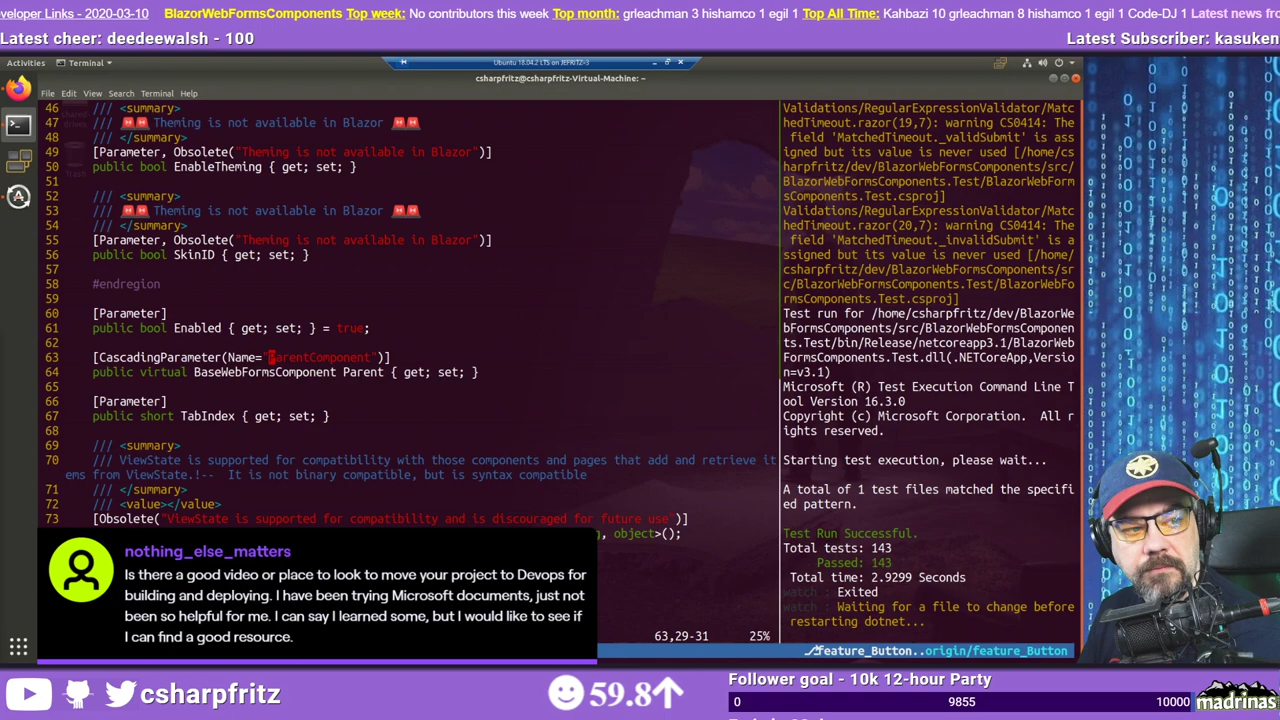 veloper Links - 2020-03-10 BlazorWebFormsComponents Top week: No contributors this week Top month: grleachman 3 hishamco 1 egil 1 Top All Time: Kahbazi 10 grleachman 8 hishamco 1 egil 1 Code-DJ 1 Latest news fro
Latest cheer: deedeewalsh - 100
Latest Subscriber: kasuken
Activities Terminal
Ubuntu 18.04.2 LTS on JEFRITZ>3
csharpfritz@csharpfritz-Virtual-Machine: ~
File Edit View Search Terminal Help
46 /// <summary>
47 /// 🚨🚨 Theming is not available in Blazor 🚨🚨
48 /// </summary>
49 [Parameter, Obsolete("Theming is not available in Blazor")]
50 public bool EnableTheming { get; set; }
51
52 /// <summary>
53 /// 🚨🚨 Theming is not available in Blazor 🚨🚨
54 /// </summary>
55 [Parameter, Obsolete("Theming is not available in Blazor")]
56 public bool SkinID { get; set; }
57
58 #endregion
59
60 [Parameter]
61 public bool Enabled { get; set; } = true;
62
63 [CascadingParameter(Name="ParentComponent")]
64 public virtual BaseWebFormsComponent Parent { get; set; }
65
66 [Parameter]
67 public short TabIndex { get; set; }
68
69 /// <summary>
70 /// ViewState is supported for compatibility with those components and pages that add and retrieve it
ems from ViewState.!-- It is not binary compatible, but is syntax compatible
71 /// </summary>
72 /// <value></value>
73 [Obsolete("ViewState is supported for compatibility and is discouraged for future use")]
, object>();
63,29-31 25%
Validations/RegularExpressionValidator/Matc
hedTimeout.razor(19,7): warning CS0414: The
field 'MatchedTimeout._validSubmit' is ass
igned but its value is never used [/home/cs
harpfritz/dev/BlazorWebFormsComponents/src/
BlazorWebFormsComponents.Test/BlazorWebForm
sComponents.Test.csproj]
Validations/RegularExpressionValidator/Matc
hedTimeout.razor(20,7): warning CS0414: The
field 'MatchedTimeout._invalidSubmit' is a
ssigned but its value is never used [/home/
csharpfritz/dev/BlazorWebFormsComponents/sr
c/BlazorWebFormsComponents.Test/BlazorWebFo
rmsComponents.Test.csproj]
Test run for /home/csharpfritz/dev/BlazorWe
bFormsComponents/src/BlazorWebFormsComponen
ts.Test/bin/Release/netcoreapp3.1/BlazorWeb
FormsComponents.Test.dll(.NETCoreApp,Versio
n=v3.1)
Microsoft (R) Test Execution Command Line T
ool Version 16.3.0
Copyright (c) Microsoft Corporation.  All r
ights reserved.
Starting test execution, please wait...
A total of 1 test files matched the specifi
ed pattern.
Test Run Successful.
Total tests: 143
Passed: 143
Total time: 2.9299 Seconds
watch : Exited
watch : Waiting for a file to change before
restarting dotnet...
feature_Button..origin/feature_Button
nothing_else_matters
Is there a good video or place to look to move your project to Devops for
building and deploying. I have been trying Microsoft documents, just not
been so helpful for me. I can say I learned some, but I would like to see if
I can find a good resource.
csharpfritz
59.8
Follower goal - 10k 12-hour Party
0 9855 10000
madrinas